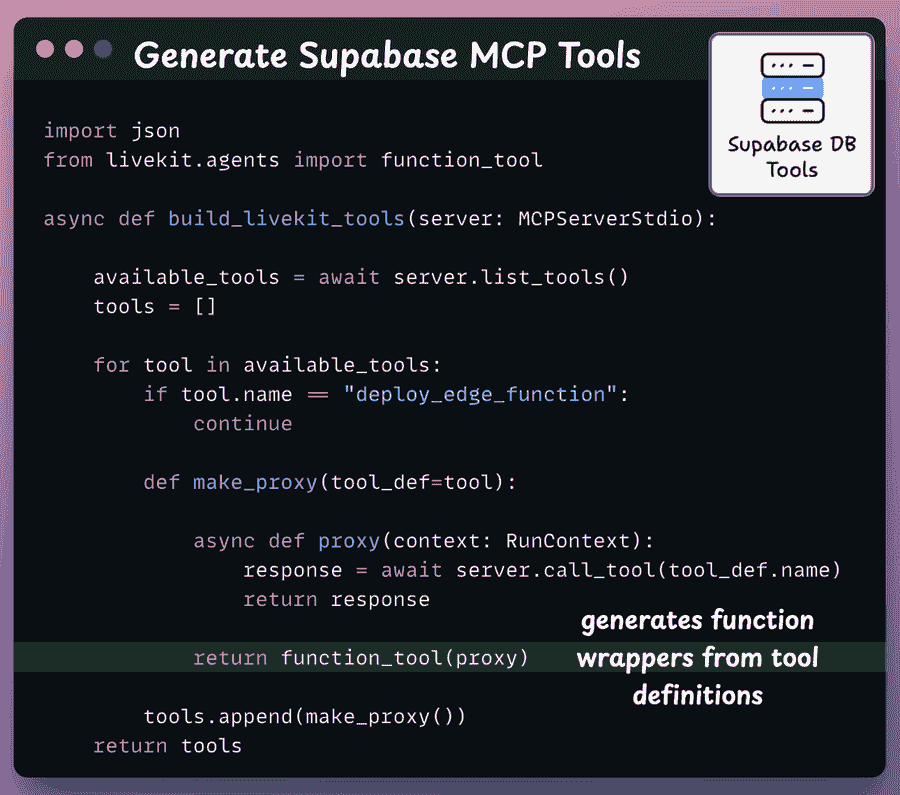 Generate Supabase MCP Tools
Supabase DB
Tools
import json
from livekit.agents import function_tool
async def build_livekit_tools(server: MCPServerStdio):
    available_tools = await server.list_tools()
    tools = []
    for tool in available_tools:
        if tool.name == "deploy_edge_function":
            continue
        def make_proxy(tool_def=tool):
            async def proxy(context: RunContext):
                response = await server.call_tool(tool_def.name)
                return response
            return function_tool(proxy)
        tools.append(make_proxy())
    return tools
generates function
wrappers from tool
definitions